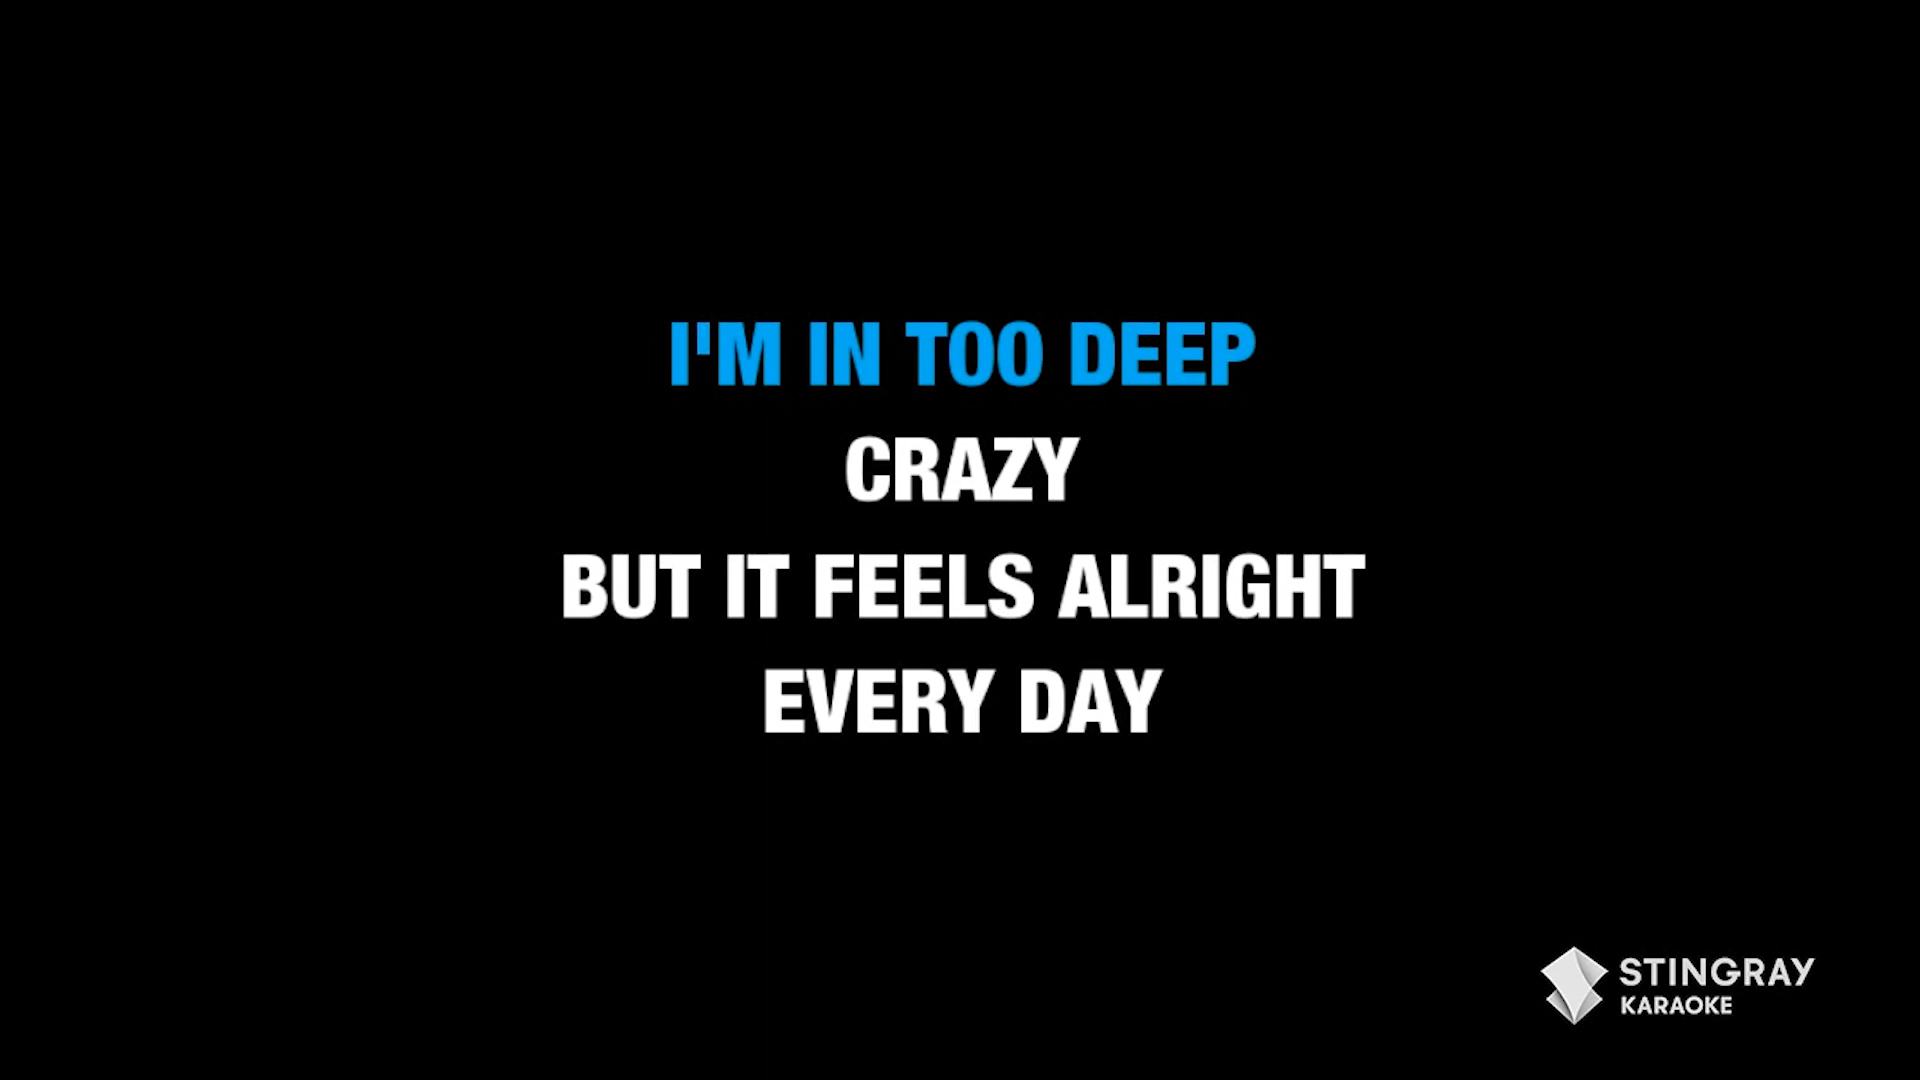 I'M IN TOO DEEP
CRAZY
BUT IT FEELS ALRIGHT
EVERY DAY
STINGRAY
KARAOKE